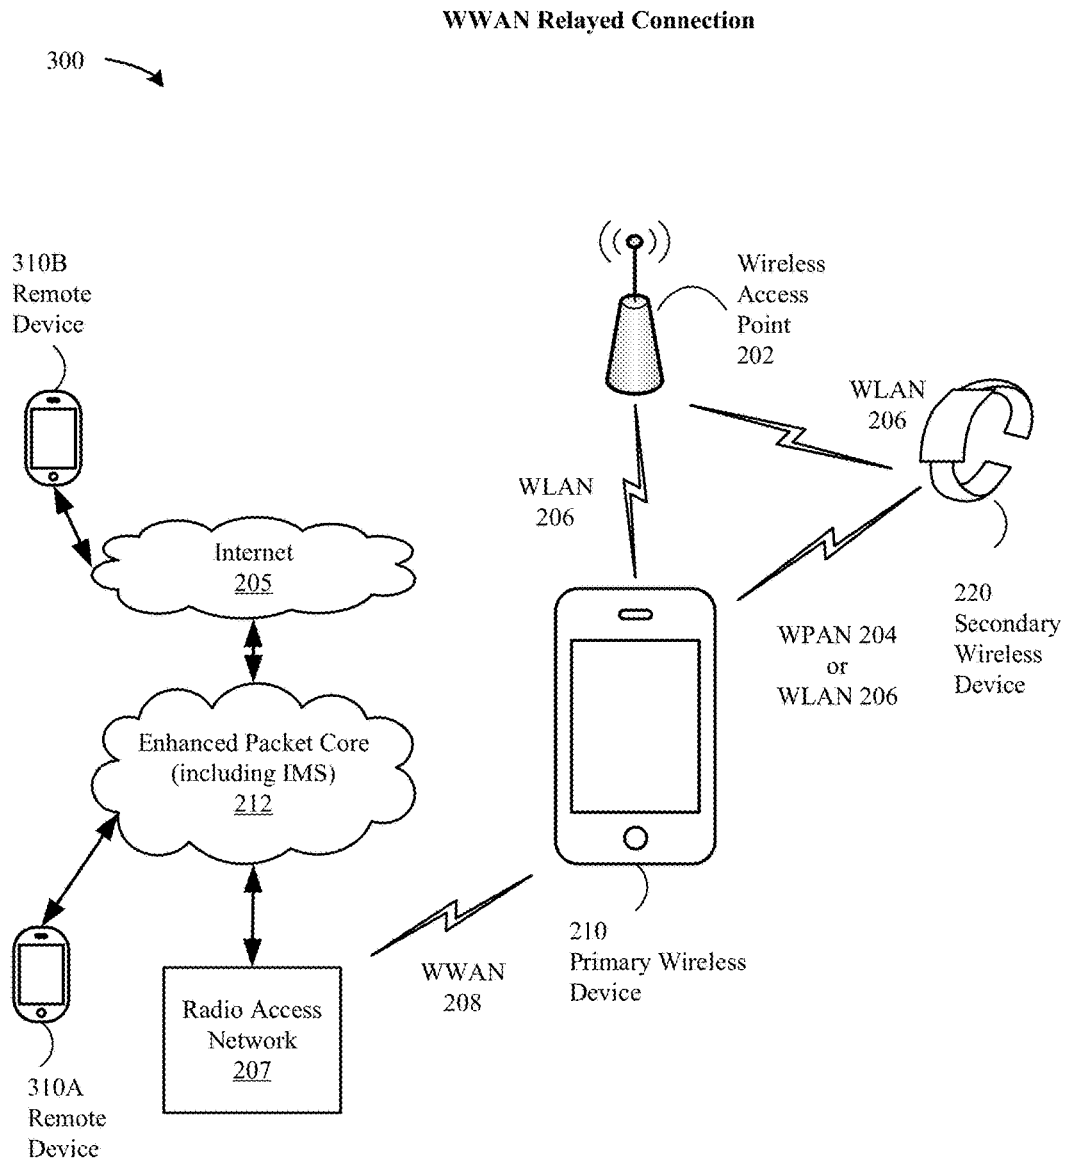 WWAN Relayed Connection
300
310B
Remote
Device
Wireless
Access
Point
202
WLAN
206
WLAN
206
Internet
205
220
Secondary
Wireless
Device
WPAN 204
or
WLAN 206
Enhanced Packet Core
(including IMS)
212
210
Primary Wireless
Device
WWAN
208
Radio Access
Network
207
310A
Remote
Device